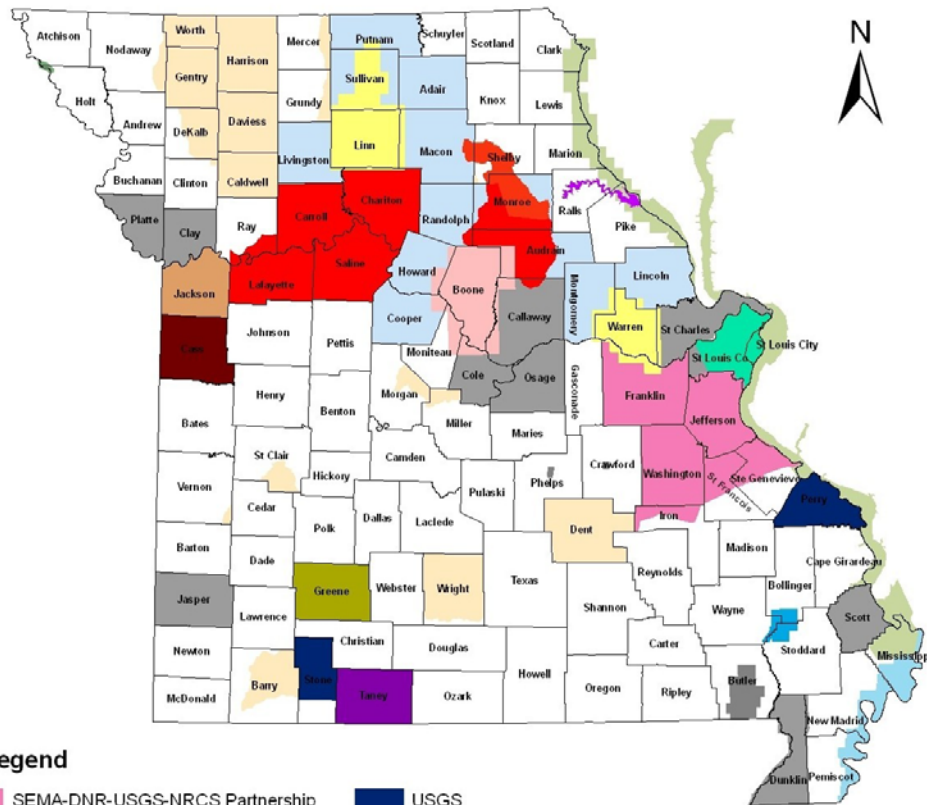 N
Atchison
Nodaway
Worth
Mercer
Putnam
Schuyler
Scotland
Clark
Gentry
Harrison
Sullivan
Adair
Knox
Lewis
Holt
Andrew
DeKalb
Daviess
Grundy
Linn
Macon
Shelby
Marion
Buchanan
Clinton
Caldwell
Livingston
Chariton
Randolph
Monroe
Ralls
Pike
Platte
Clay
Ray
Carroll
Saline
Howard
Boone
Audrain
Lincoln
Jackson
Lafayette
Cooper
Callaway
Montgomery
Warren
St Charles
St Louis Co
St Louis City
Cass
Johnson
Pettis
Moniteau
Cole
Osage
Gasconade
Franklin
Jefferson
Bates
Henry
Benton
Morgan
Miller
Maries
Vernon
St Clair
Hickory
Camden
Pulaski
Phelps
Crawford
Washington
St Francois
Ste Genevieve
Perry
Cedar
Polk
Dallas
Laclede
Dent
Iron
Barton
Dade
Madison
Cape Girardeau
Jasper
Lawrence
Greene
Webster
Wright
Texas
Shannon
Reynolds
Wayne
Bollinger
Scott
Newton
Christian
Douglas
Carter
Stoddard
Mississippi
McDonald
Barry
Stone
Taney
Ozark
Howell
Oregon
Ripley
Butler
New Madrid
Dunklin
Pemiscot
egend
SEMA-DNR-USGS-NRCS Partnership
USGS